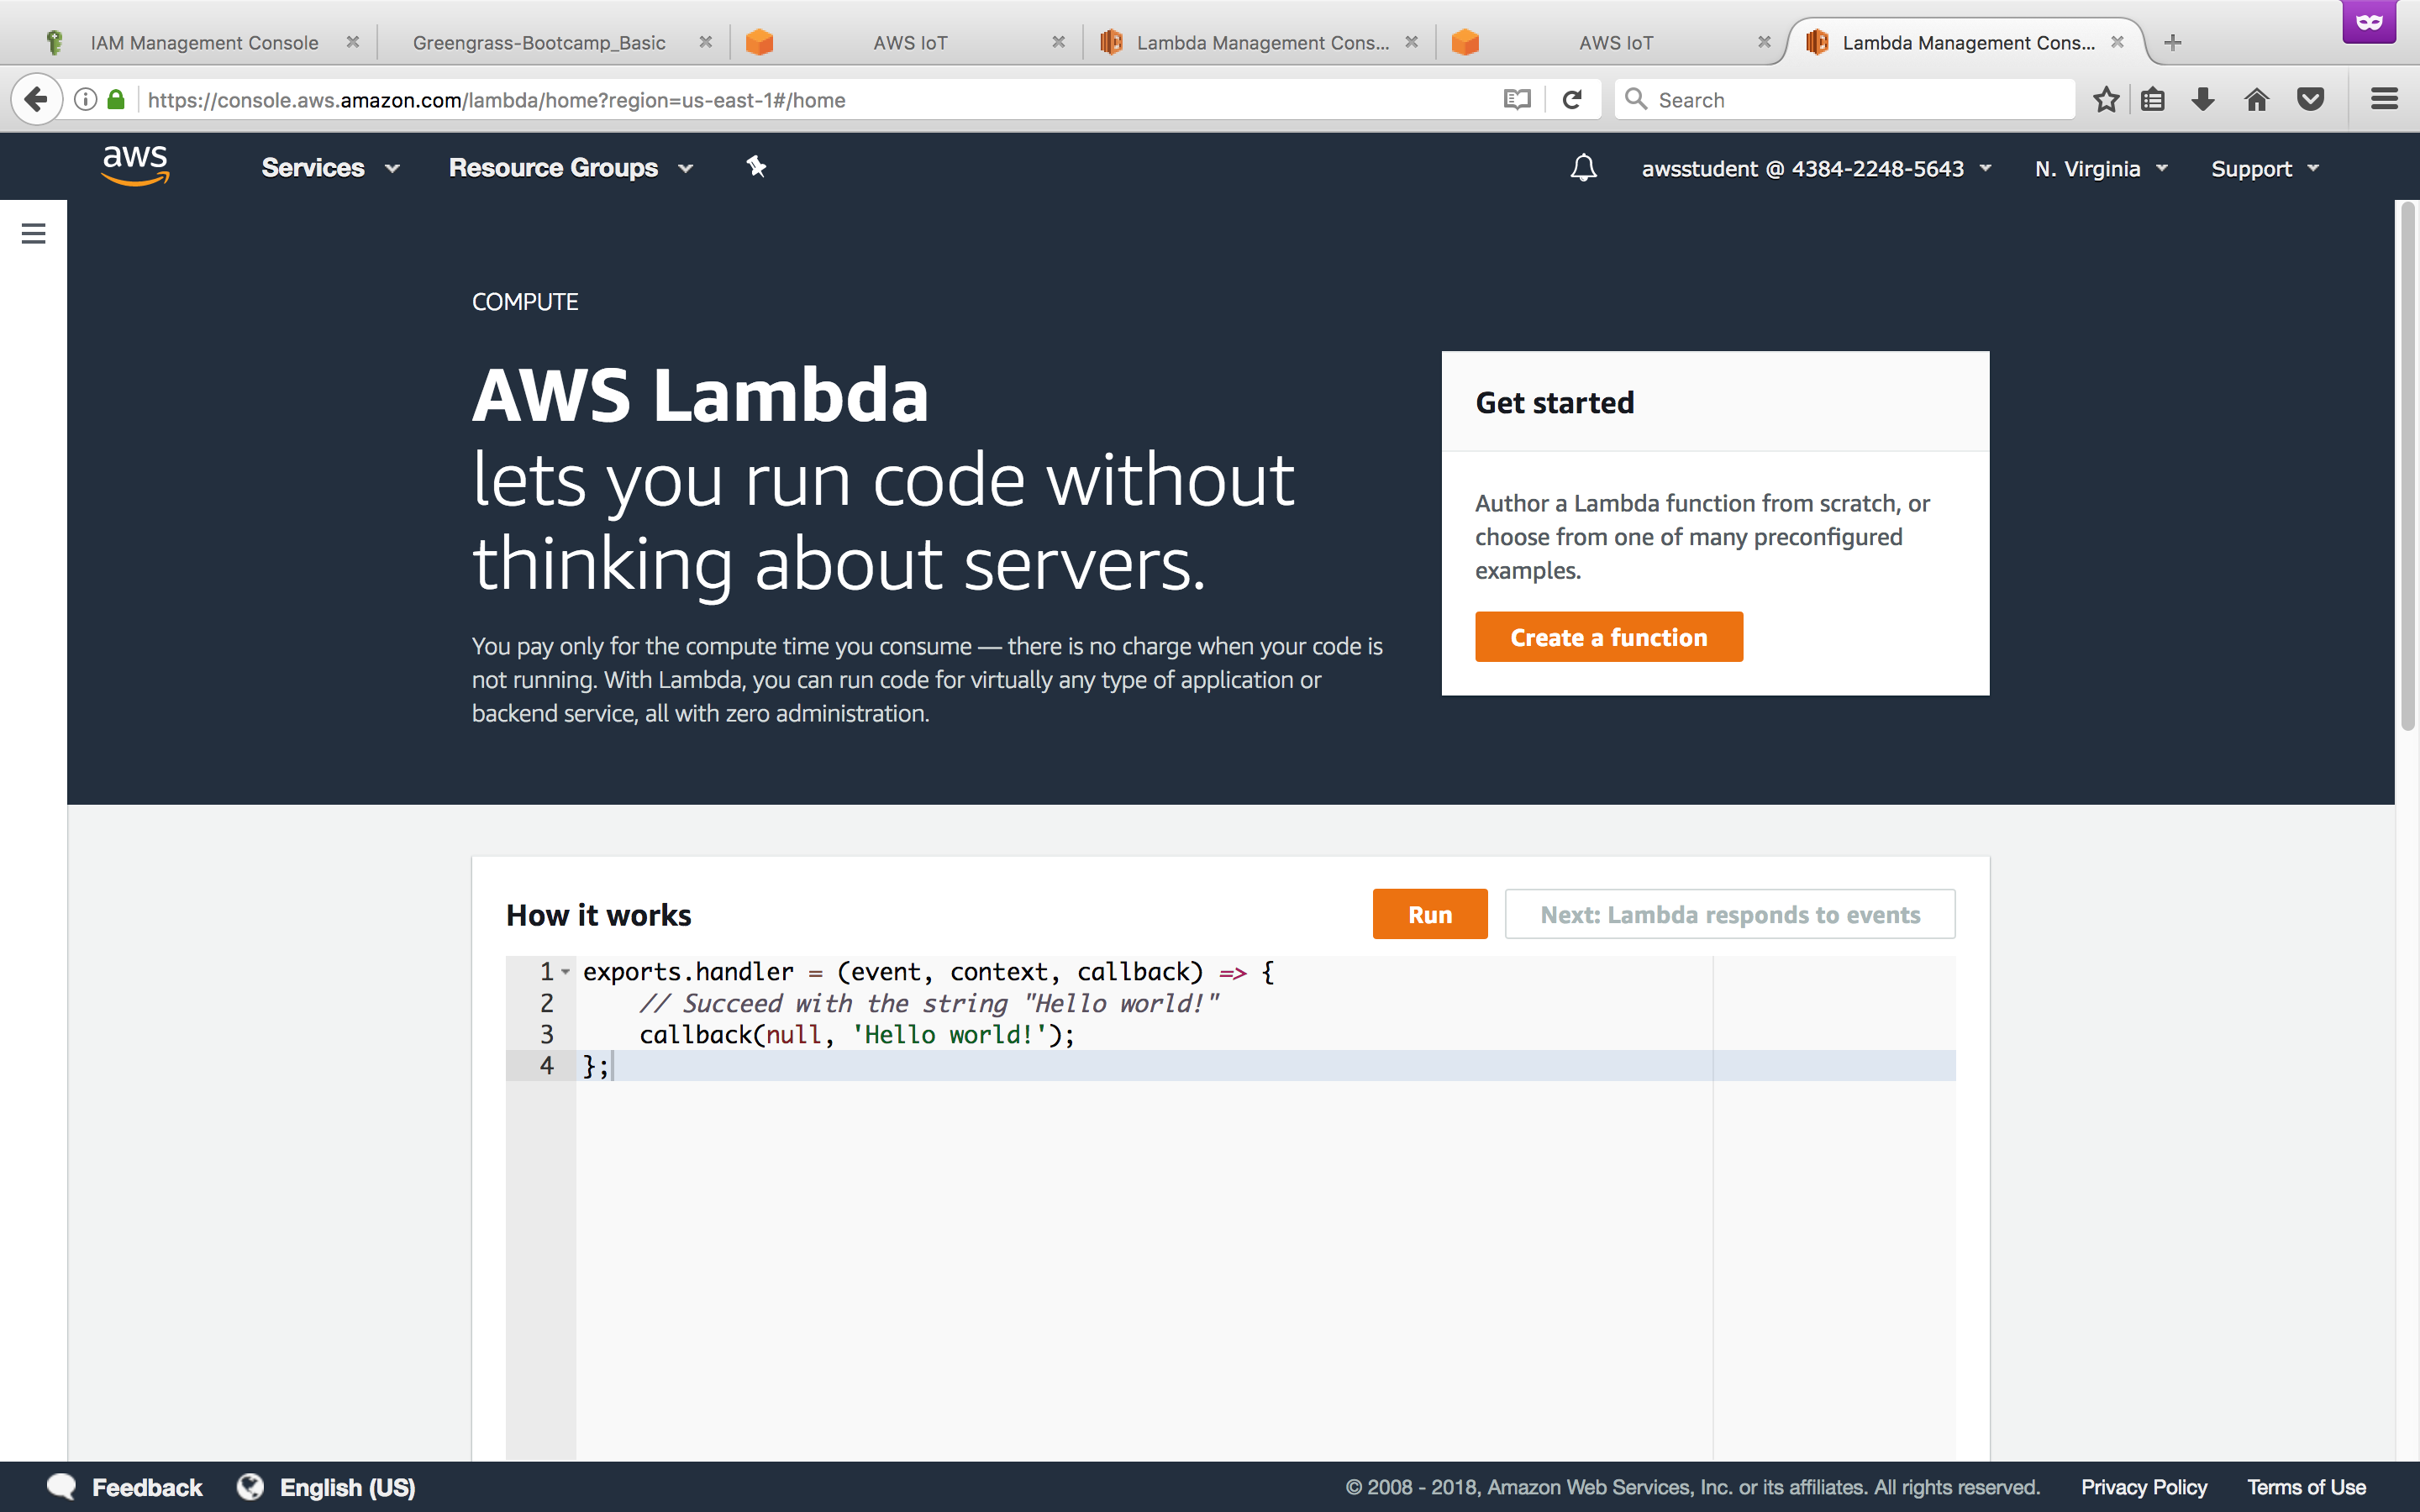 IAM Management Console
Greengrass-Bootcamp_Basic
AWS IoT
Lambda Management Cons...
AWS IoT
Lambda Management Cons...
https://console.aws.amazon.com/lambda/home?region=us-east-1#/home
Search
aws
Services
Resource Groups
awsstudent @ 4384-2248-5643
N. Virginia
Support
COMPUTE
AWS Lambda
lets you run code without
thinking about servers.
You pay only for the compute time you consume — there is no charge when your code is
not running. With Lambda, you can run code for virtually any type of application or
backend service, all with zero administration.
Get started
Author a Lambda function from scratch, or
choose from one of many preconfigured
examples.
Create a function
How it works
Run
Next: Lambda responds to events
1 exports.handler = (event, context, callback) => {
2     // Succeed with the string "Hello world!"
3     callback(null, 'Hello world!');
4 };
Feedback
English (US)
© 2008 - 2018, Amazon Web Services, Inc. or its affiliates. All rights reserved.
Privacy Policy
Terms of Use